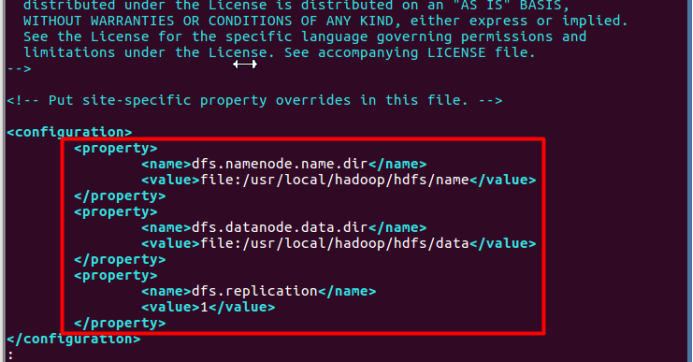 distributed under the License is distributed on an "AS IS" BASIS,
WITHOUT WARRANTIES OR CONDITIONS OF ANY KIND, either express or implied.
See the License for the specific language governing permissions and
limitations under the License. See accompanying LICENSE file.
-->
<!-- Put site-specific property overrides in this file. -->
<configuration>
<property>
<name>dfs.namenode.name.dir</name>
<value>file:/usr/local/hadoop/hdfs/name</value>
</property>
<property>
<name>dfs.datanode.data.dir</name>
<value>file:/usr/local/hadoop/hdfs/data</value>
</property>
<property>
<name>dfs.replication</name>
<value>1</value>
</property>
</configuration>
: